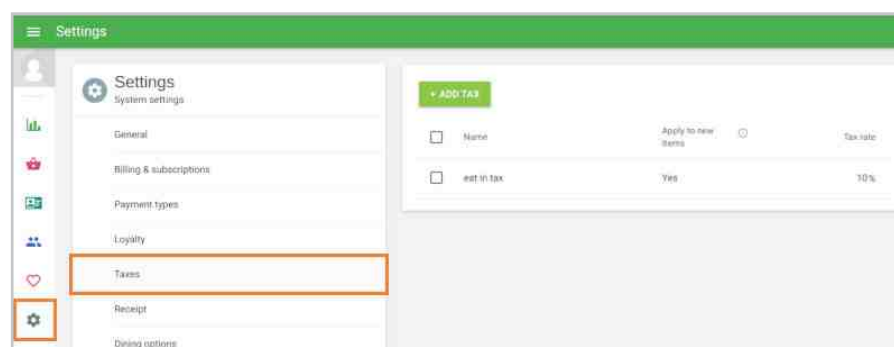 Settings
Settings
System settings
General
Billing & subscriptions
Payment types
Loyalty
Taxes
Receipt
Dining options
+ ADD TAX
Name
Apply to new
items
Tax rate
eat in tax
Yes
10%